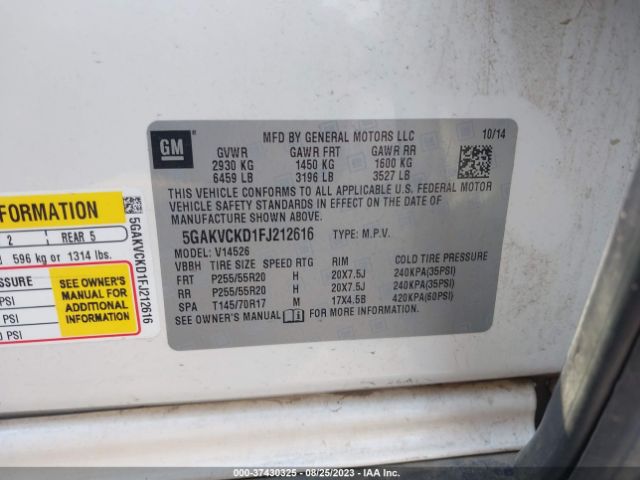 GM
MFD BY GENERAL MOTORS LLC 10/14
GVWR GAWR FRT GAWR RR
2930 KG 1450 KG 1600 KG
6459 LB 3196 LB 3527 LB
THIS VEHICLE CONFORMS TO ALL APPLICABLE U.S. FEDERAL MOTOR
VEHICLE SAFETY STANDARDS IN EFFECT ON THE DATE OF
MANUFACTURE SHOWN ABOVE.
5GAKVCKD1FJ212616 TYPE: M.P.V.
MODEL: V14526
VBBH TIRE SIZE SPEED RTG RIM COLD TIRE PRESSURE
FRT P255/55R20 H 20X7.5J 240KPA(35PSI)
RR P255/55R20 H 20X7.5J 240KPA(35PSI)
SPA T145/70R17 M 17X4.5B 420KPA(60PSI)
SEE OWNER'S MANUAL FOR MORE INFORMATION.
FORMATION
2 REAR 5
596 kg or 1314 lbs.
SSURE
PSI
PSI
PSI
SEE OWNER'S
MANUAL FOR
ADDITIONAL
INFORMATION
5GAKVCKD1FJ212616
00-37430325 - 08/25/2023 - IAA Inc.